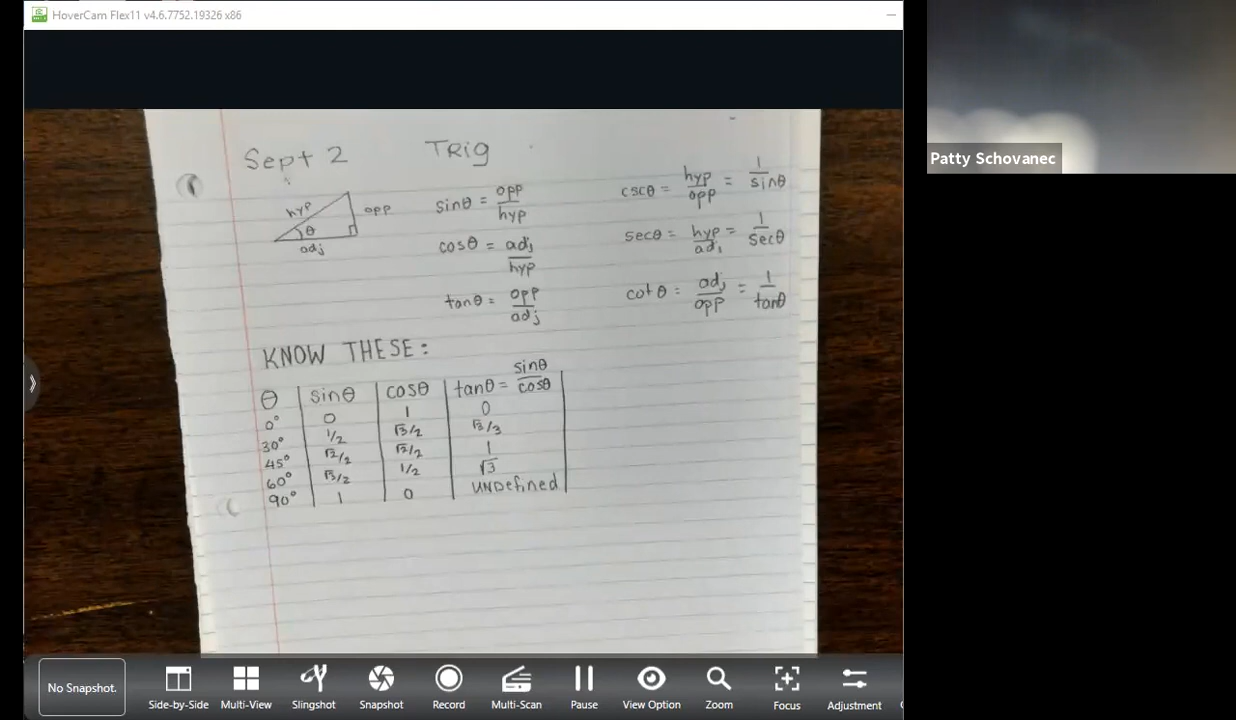 HoverCam Flex11 v4.6.7752.19326 x86
Patty Schovanec
Sept 2 TRig
hyp opp adj θ
sinθ = opp/hyp cscθ = hyp/opp = 1/sinθ
cosθ = adj/hyp secθ = hyp/adj = 1/secθ
tanθ = opp/adj cotθ = adj/opp = 1/tanθ
KNOW THESE:
θ sinθ cosθ tanθ = sinθ/cosθ
0° 0 1 0
30° 1/2 √3/2 √3/3
45° √2/2 √2/2 1
60° √3/2 1/2 √3
90° 1 0 UNDefined
No Snapshot. Side-by-Side Multi-View Slingshot Snapshot Record Multi-Scan Pause View Option Zoom Focus Adjustment